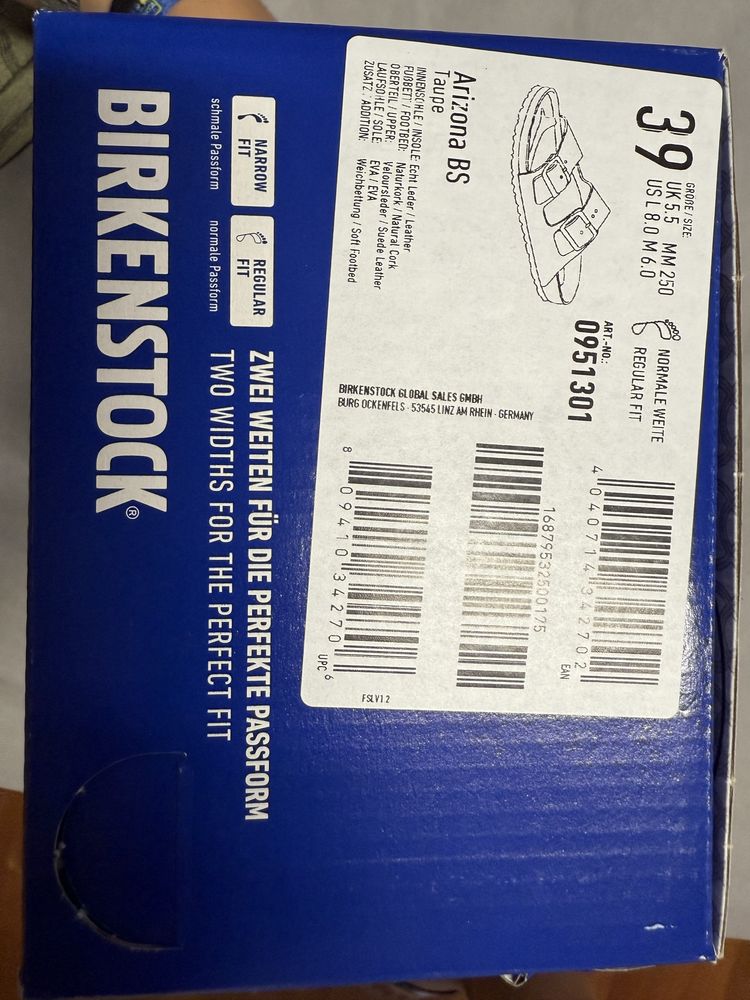 39
GRÖßE / SIZE:
UK 5.5 MM 250
US L 8.0 M 6.0
NORMALE WEITE
REGULAR FIT
ART.-NO.:
0951301
Arizona BS
Taupe
INNENSOHLE / INSOLE: Echt Leder / Leather
FUßBETT / FOOTBED: Naturkork / Natural Cork
OBERTEIL / UPPER: Veloursleder / Suede Leather
LAUFSOHLE / SOLE: EVA / EVA
ZUSATZ / ADDITION: Weichbettung / Soft Footbed
BIRKENSTOCK GLOBAL SALES GMBH
BURG OCKENFELS · 53545 LINZ AM RHEIN · GERMANY
4 040714 342702
EAN
16879532500175
8 09410 34270 6
UPC
FSLV12
NARROW
FIT
schmale Passform
REGULAR
FIT
normale Passform
ZWEI WEITEN FÜR DIE PERFEKTE PASSFORM
TWO WIDTHS FOR THE PERFECT FIT
BIRKENSTOCK®